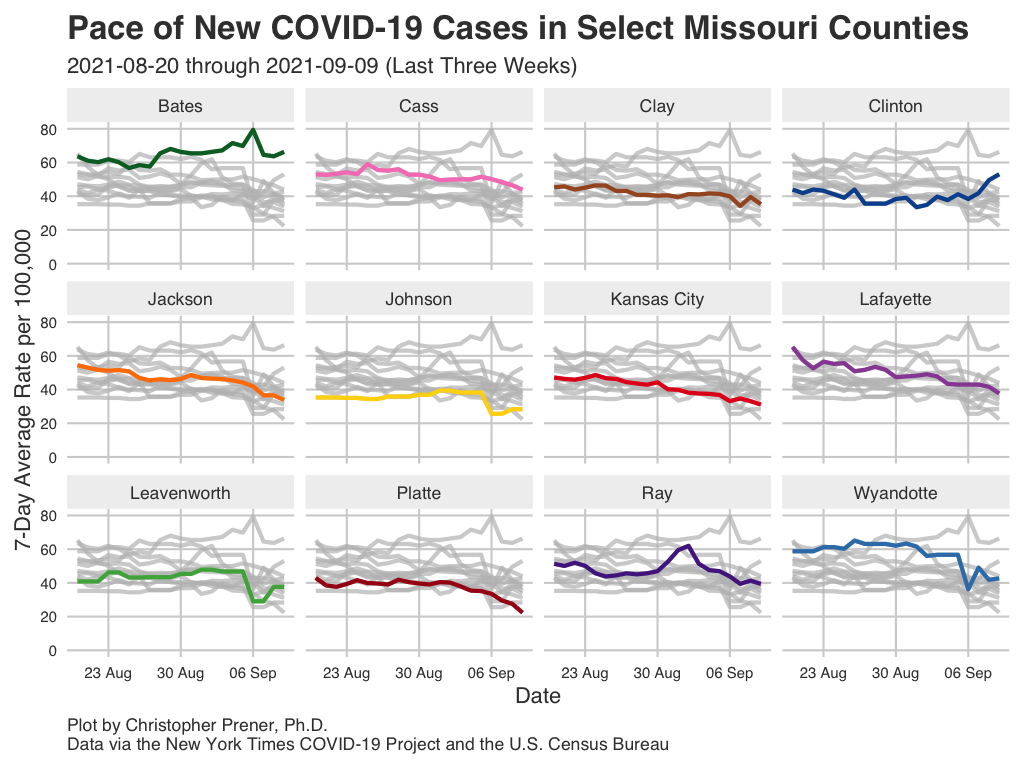 Pace of New COVID-19 Cases in Select Missouri Counties
2021-08-20 through 2021-09-09 (Last Three Weeks)
Bates
Cass
Clay
Clinton
80
60
40
20
0
Jackson
Johnson
Kansas City
Lafayette
80
60
40
20
0
Leavenworth
Platte
Ray
Wyandotte
80
60
40
20
0
7-Day Average Rate per 100,000
23 Aug 30 Aug 06 Sep
23 Aug 30 Aug 06 Sep
23 Aug 30 Aug 06 Sep
23 Aug 30 Aug 06 Sep
Date
Plot by Christopher Prener, Ph.D.
Data via the New York Times COVID-19 Project and the U.S. Census Bureau